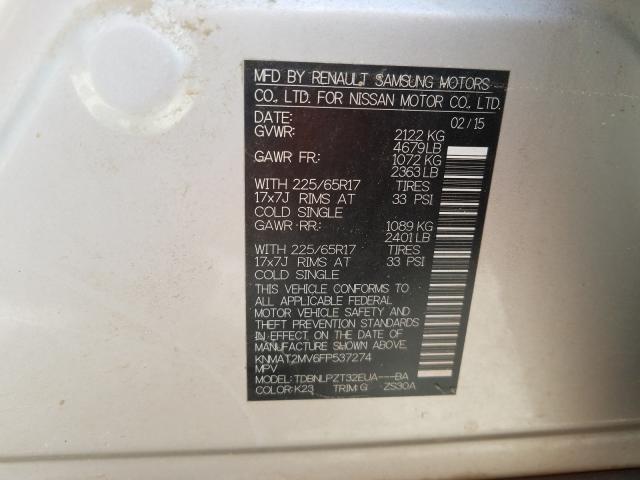 MFD BY RENAULT SAMSUNG MOTORS
CO., LTD. FOR NISSAN MOTOR CO., LTD.
DATE: 02/15
GVWR: 2122 KG
4679 LB
GAWR FR: 1072 KG
2363 LB
WITH 225/65R17 TIRES
17x7J RIMS AT 33 PSI
COLD SINGLE
GAWR RR: 1089 KG
2401 LB
WITH 225/65R17 TIRES
17x7J RIMS AT 33 PSI
COLD SINGLE
THIS VEHICLE CONFORMS TO
ALL APPLICABLE FEDERAL
MOTOR VEHICLE SAFETY AND
THEFT PREVENTION STANDARDS
IN EFFECT ON THE DATE OF
MANUFACTURE SHOWN ABOVE.
KNMAT2MV6FP537274
MPV
MODEL: TDBNLPZT32EUA---BA
COLOR: K23 TRIM: G ZS30A